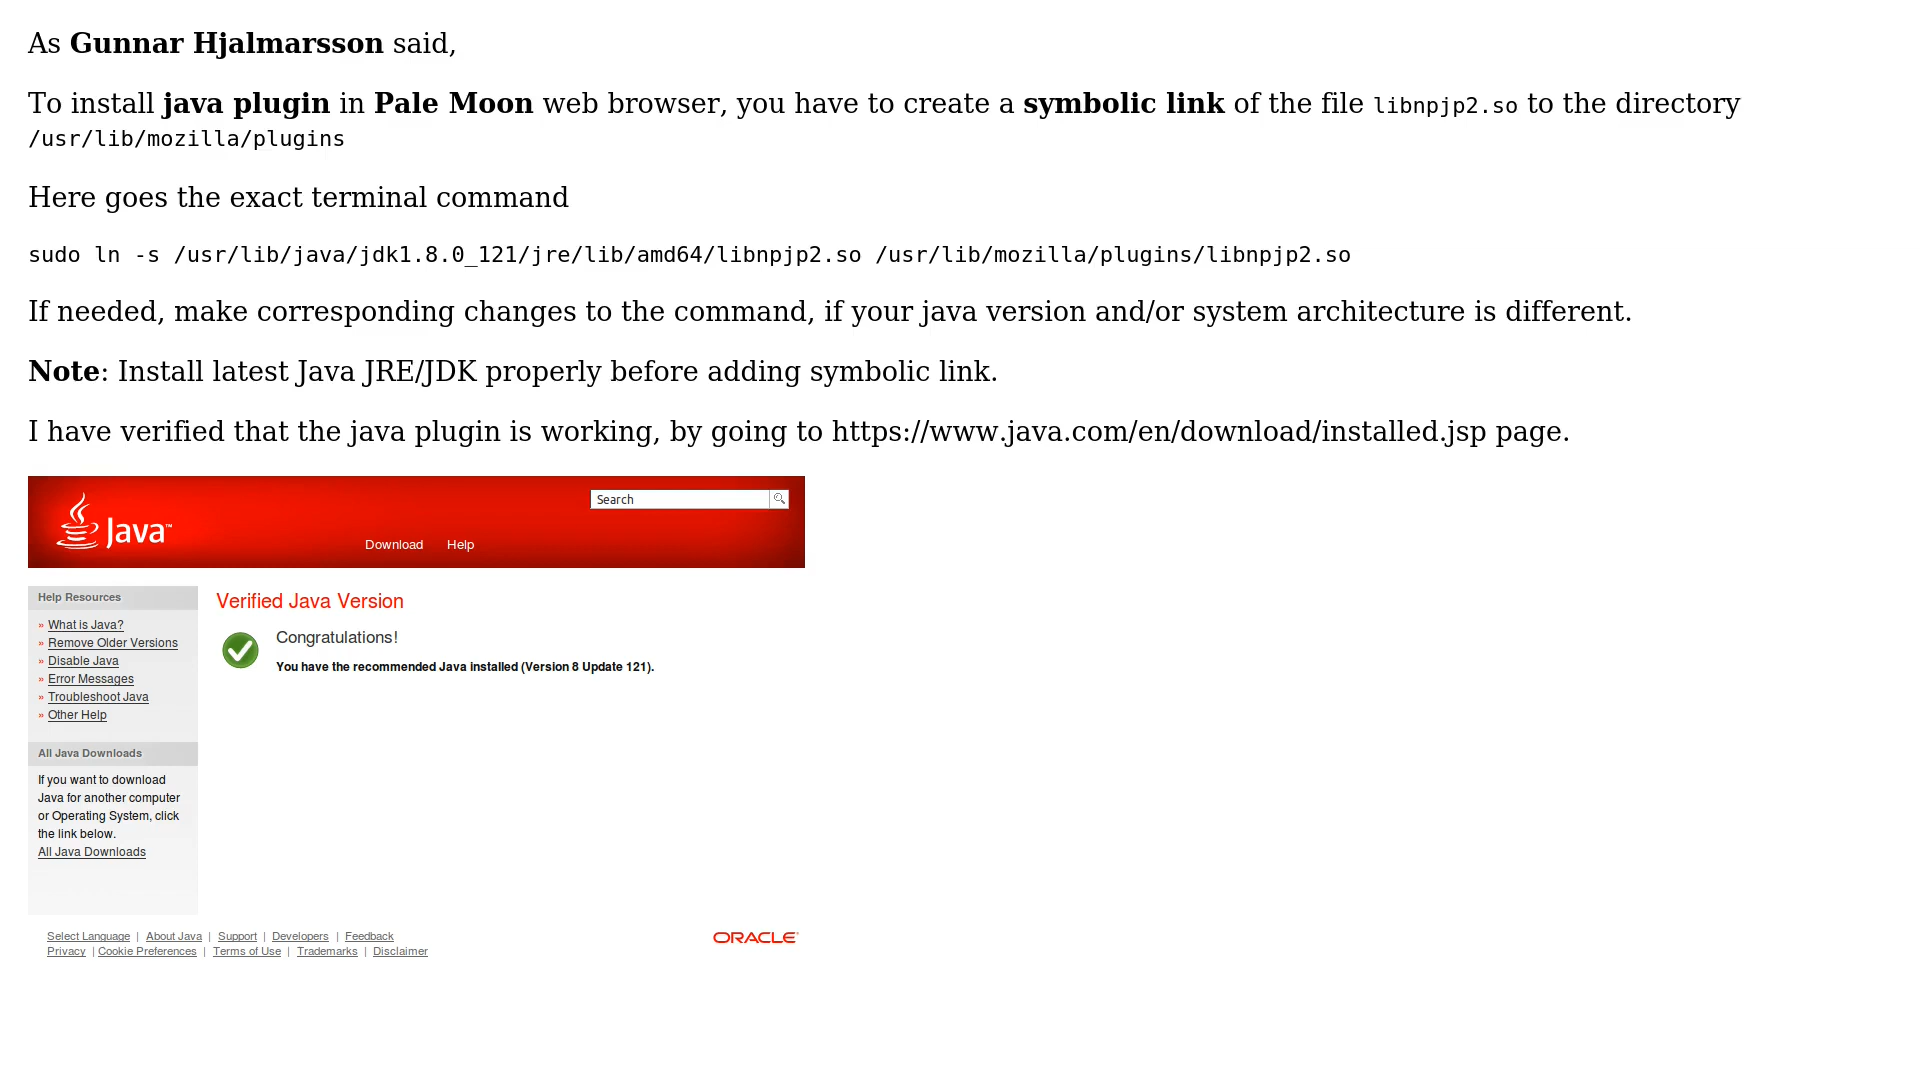 As Gunnar Hjalmarsson said,
To install java plugin in Pale Moon web browser, you have to create a symbolic link of the file libnpjp2.so to the directory
/usr/lib/mozilla/plugins
Here goes the exact terminal command
sudo ln -s /usr/lib/java/jdk1.8.0_121/jre/lib/amd64/libnpjp2.so /usr/lib/mozilla/plugins/libnpjp2.so
If needed, make corresponding changes to the command, if your java version and/or system architecture is different.
Note: Install latest Java JRE/JDK properly before adding symbolic link.
I have verified that the java plugin is working, by going to https://www.java.com/en/download/installed.jsp page.
Search
Java™
Download Help
Help Resources
» What is Java?
» Remove Older Versions
» Disable Java
» Error Messages
» Troubleshoot Java
» Other Help
All Java Downloads
If you want to download
Java for another computer
or Operating System, click
the link below.
All Java Downloads
Verified Java Version
Congratulations!
You have the recommended Java installed (Version 8 Update 121).
Select Language | About Java | Support | Developers | Feedback
Privacy | Cookie Preferences | Terms of Use | Trademarks | Disclaimer
ORACLE